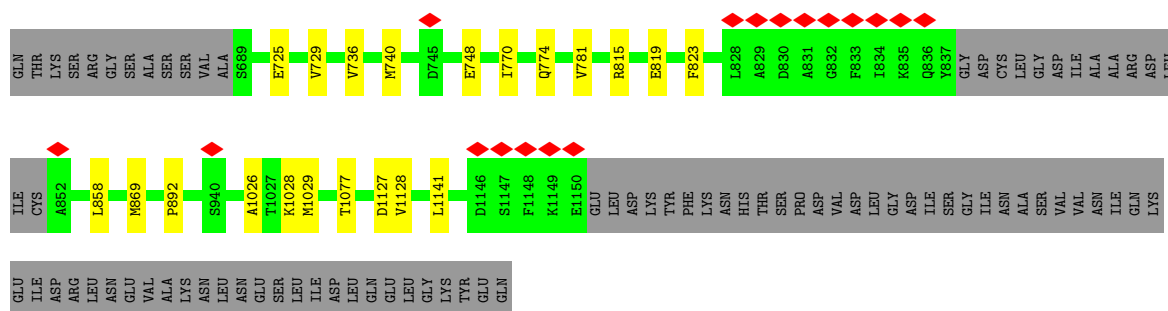 GLN THR LYS SER ARG GLY SER ALA SER SER VAL ALA S689 E725 V729 V736 M740 D745 E748 I770 Q774 V781 R815 E819 F823 L828 A829 D830 A831 G832 F833 I834 K835 Q836 Y837 GLY ASP CYS LEU GLY ASP ILE ALA ALA ARG ASP LEU
ILE CYS A852 L858 M869 P892 S940 A1026 T1027 K1028 M1029 T1077 D1127 V1128 L1141 D1146 S1147 F1148 K1149 E1150 GLU LEU ASP LYS TYR PHE LYS ASN HIS THR SER PRO ASP VAL ASP LEU GLY ASP ILE SER GLY ILE ASN ALA SER VAL VAL ASN ILE GLN LYS
GLU ILE ASP ARG LEU ASN GLU VAL ALA LYS ASN LEU ASN GLU SER LEU ILE ASP LEU GLN GLU LEU GLY LYS TYR GLU GLN